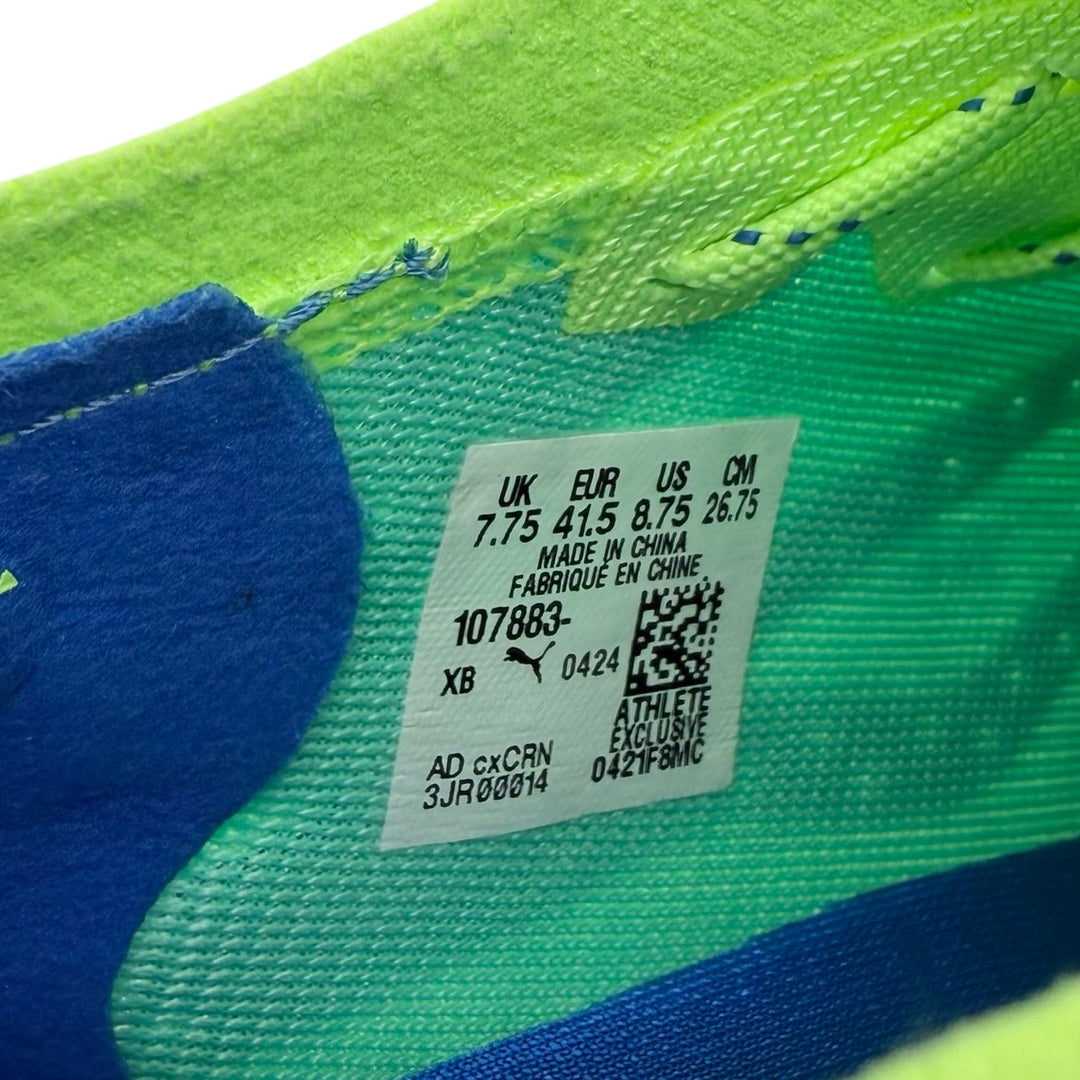 UK EUR US CM
7.75 41.5 8.75 26.75
MADE IN CHINA
FABRIQUÉ EN CHINE
107883-
XB 0424
ATHLETE
EXCLUSIVE
AD cxCRN
3JR00014
0421F8MC